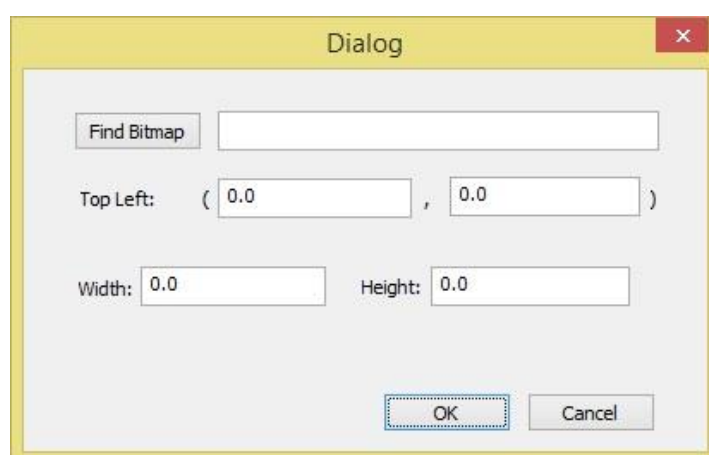 Dialog
Find Bitmap
Top Left: ( 0.0 , 0.0 )
Width: 0.0 Height: 0.0
OK Cancel